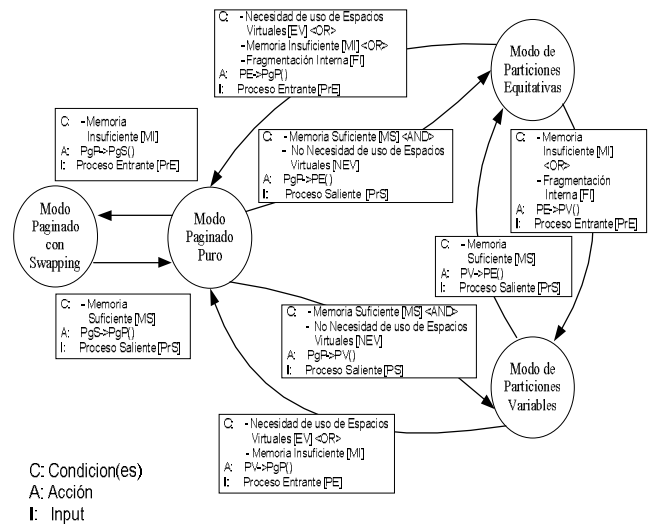 C: - Necesidad de uso de Espacios
Virtuales [EV] <OR>
- Memoria Insuficiente [MI] <OR>
- Fragmentación Interna [FI]
A: PE->PgP()
I: Proceso Entrante [PrE]
Modo de
Particiones
Equitativas
C: - Memoria
Insuficiente [MI]
A: PgP->PgS()
I: Proceso Entrante [PrE]
C: - Memoria Suficiente [MS] <AND>
- No Necesidad de uso de Espacios
Virtuales [NEV]
A: PgP->PE()
I: Proceso Saliente [PrS]
C: - Memoria
Insuficiente [MI]
<OR>
- Fragmentación
Interna [FI]
A: PE->PV()
I: Proceso Entrante [PrE]
Modo
Paginado
con
Swapping
Modo
Paginado
Puro
C: - Memoria
Suficiente [MS]
A: PV->PE()
I: Proceso Saliente [PrS]
C: - Memoria
Suficiente [MS]
A: PgS->PgP()
I: Proceso Saliente [PrS]
C: - Memoria Suficiente [MS] <AND>
- No Necesidad de uso de Espacios
Virtuales [NEV]
A: PgP->PV()
I: Proceso Saliente [PS]
Modo de
Particiones
Variables
C: - Necesidad de uso de Espacios
Virtuales [EV] <OR>
- Memoria Insuficiente [MI]
A: PV->PgP()
I: Proceso Entrante [PE]
C: Condicion(es)
A: Acción
I: Input